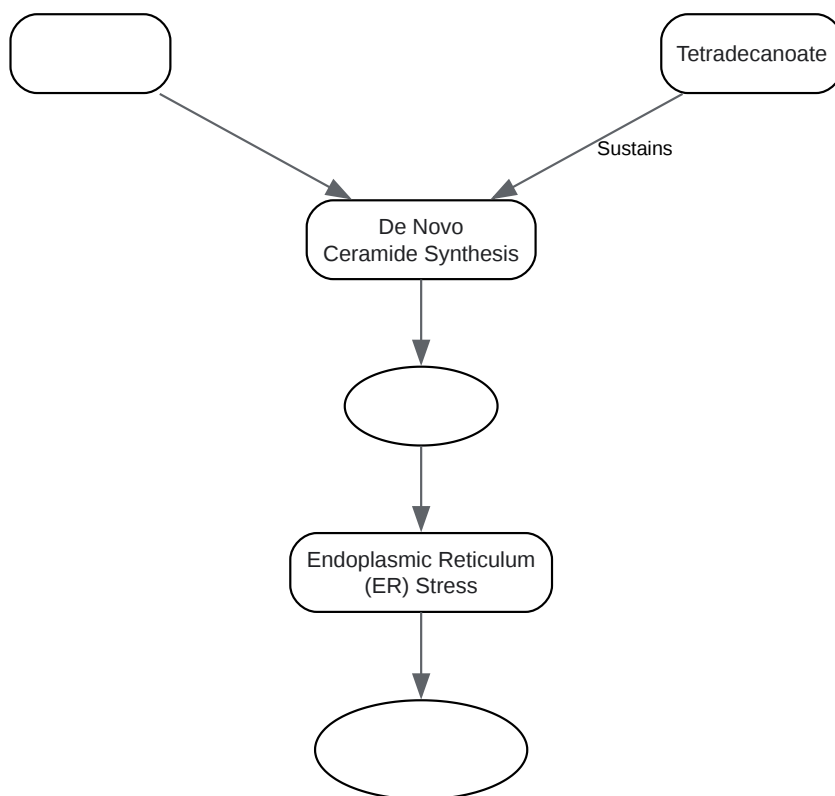 Tetradecanoate
Sustains
De Novo
Ceramide Synthesis
Endoplasmic Reticulum
(ER) Stress